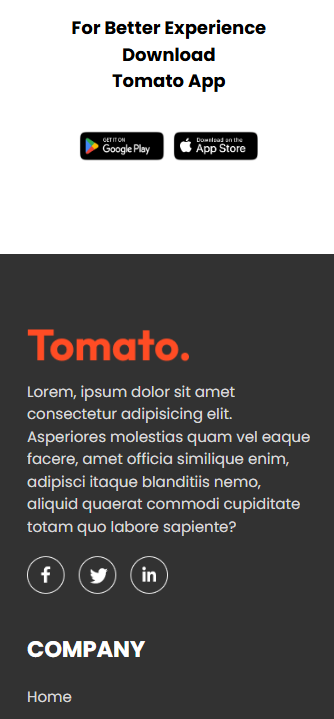 For Better Experience
Download
Tomato App
GET IT ON
Google Play
Download on the
App Store
Tomato.
Lorem, ipsum dolor sit amet
consectetur adipisicing elit.
Asperiores molestias quam vel eaque
facere, amet officia similique enim,
adipisci itaque blanditiis nemo,
aliquid quaerat commodi cupiditate
totam quo labore sapiente?
f
in
COMPANY
Home